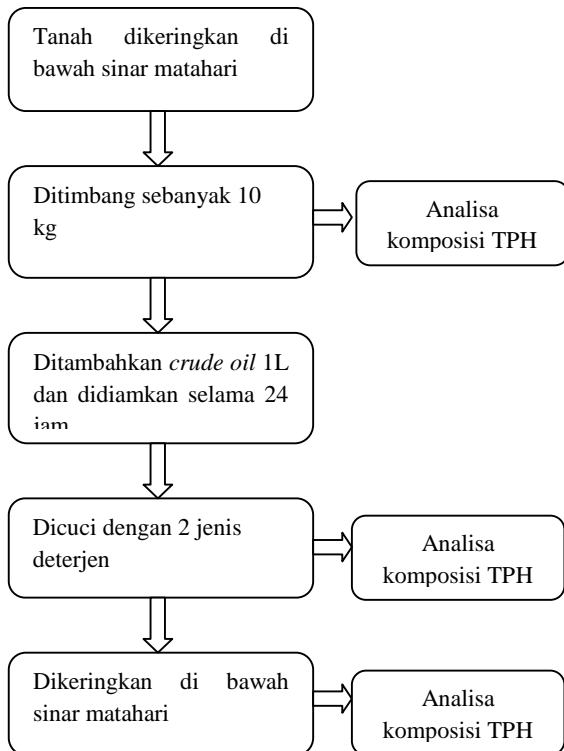 Tanah dikeringkan di
bawah sinar matahari
Ditimbang sebanyak 10
kg
Analisa
komposisi TPH
Ditambahkan crude oil 1L
dan didiamkan selama 24
jam
Dicuci dengan 2 jenis
deterjen
Analisa
komposisi TPH
Dikeringkan di bawah
sinar matahari
Analisa
komposisi TPH